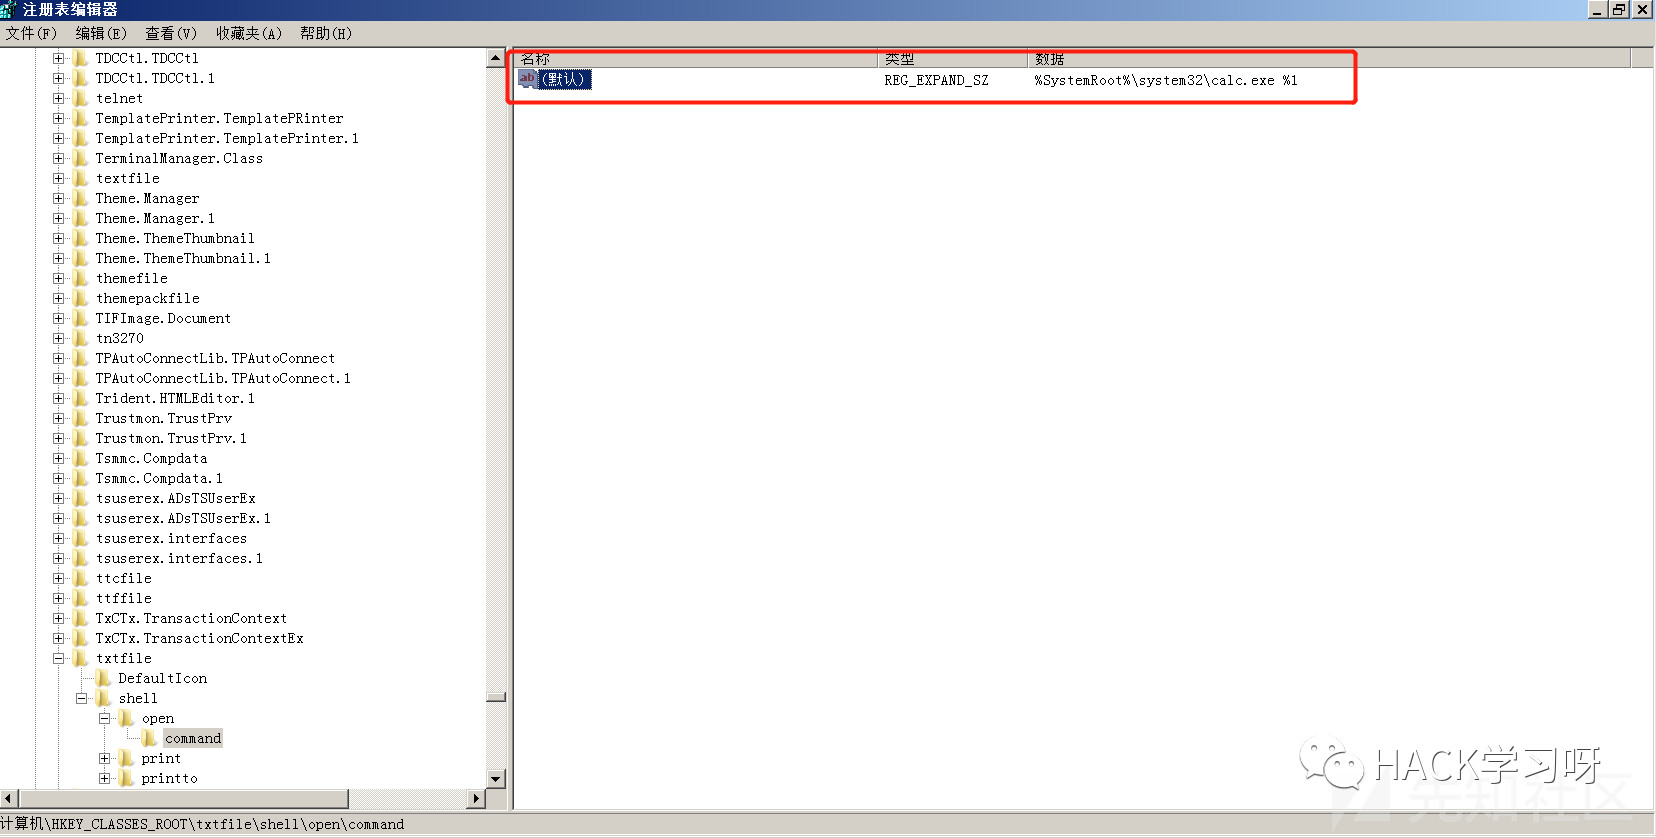 注册表编辑器
文件(F) 编辑(E) 查看(V) 收藏夹(A) 帮助(H)
TDCCtl.TDCCtl
TDCCtl.TDCCtl.1
telnet
TemplatePrinter.TemplatePRinter
TemplatePrinter.TemplatePrinter.1
TerminalManager.Class
textfile
Theme.Manager
Theme.Manager.1
Theme.ThemeThumbnail
Theme.ThemeThumbnail.1
themefile
themepackfile
TIFImage.Document
tn3270
TPAutoConnectLib.TPAutoConnect
TPAutoConnectLib.TPAutoConnect.1
Trident.HTMLEditor.1
Trustmon.TrustPrv
Trustmon.TrustPrv.1
Tsmmc.Compdata
Tsmmc.Compdata.1
tsuserex.ADsTSUserEx
tsuserex.ADsTSUserEx.1
tsuserex.interfaces
tsuserex.interfaces.1
ttcfile
ttffile
TxCTx.TransactionContext
TxCTx.TransactionContextEx
txtfile
DefaultIcon
shell
open
command
print
printto
名称 类型 数据
ab (默认) REG_EXPAND_SZ %SystemRoot%\system32\calc.exe %1
HACK学习呀
先知社区
计算机\HKEY_CLASSES_ROOT\txtfile\shell\open\command